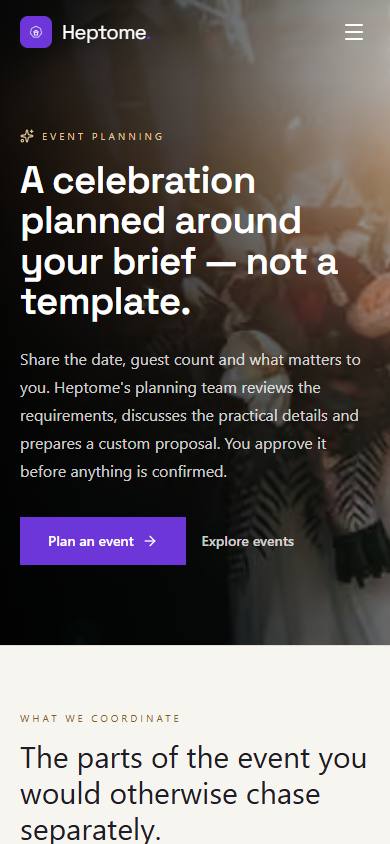 Heptome.
EVENT PLANNING
A celebration
planned around
your brief — not a
template.
Share the date, guest count and what matters to
you. Heptome's planning team reviews the
requirements, discusses the practical details and
prepares a custom proposal. You approve it
before anything is confirmed.
Plan an event → Explore events
WHAT WE COORDINATE
The parts of the event you
would otherwise chase
separately.